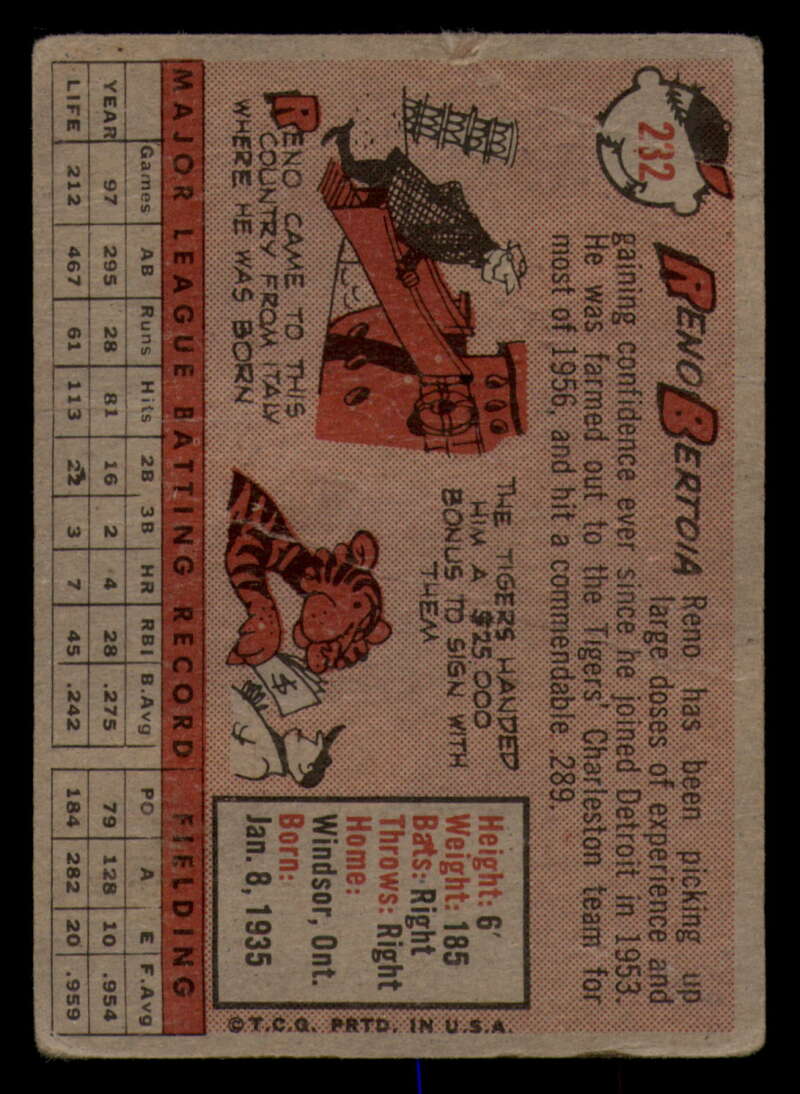 232
RENO BERTOIA Reno has been picking up
large doses of experience and
gaining confidence ever since he joined Detroit in 1953.
He was farmed out to the Tigers' Charleston team for
most of 1956, and hit a commendable .289.
RENO CAME TO THIS
COUNTRY FROM ITALY
WHERE HE WAS BORN
THE TIGERS HANDED
HIM A $25,000
BONUS TO SIGN WITH
THEM
$
Height: 6'
Weight: 185
Bats: Right
Throws: Right
Home:
Windsor, Ont.
Born:
Jan. 8, 1935
© T.C.G. PRTD. IN U.S.A.
MAJOR LEAGUE BATTING RECORD FIELDING
Games AB Runs Hits 2B 3B HR RBI B.Avg PO A E F.Avg
YEAR 97 295 28 81 16 2 4 28 .275 79 128 10 .954
LIFE 212 467 61 113 22 3 7 45 .242 184 282 20 .959